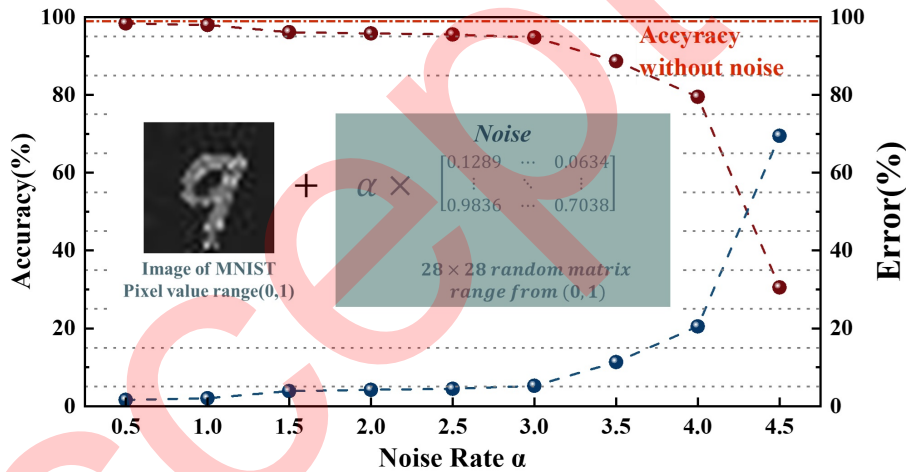 100
80
60
40
20
0
Accuracy(%)
100
80
60
40
20
0
Error(%)
Aceyracy
without noise
Noise
+
α ×
[0.1289 ⋯ 0.0634
⋮ ⋱ ⋮
0.9836 ⋯ 0.7038]
Image of MNIST
Pixel value range(0,1)
28 × 28 random matrix
range from (0, 1)
0.5 1.0 1.5 2.0 2.5 3.0 3.5 4.0 4.5
Noise Rate α
9
ccept